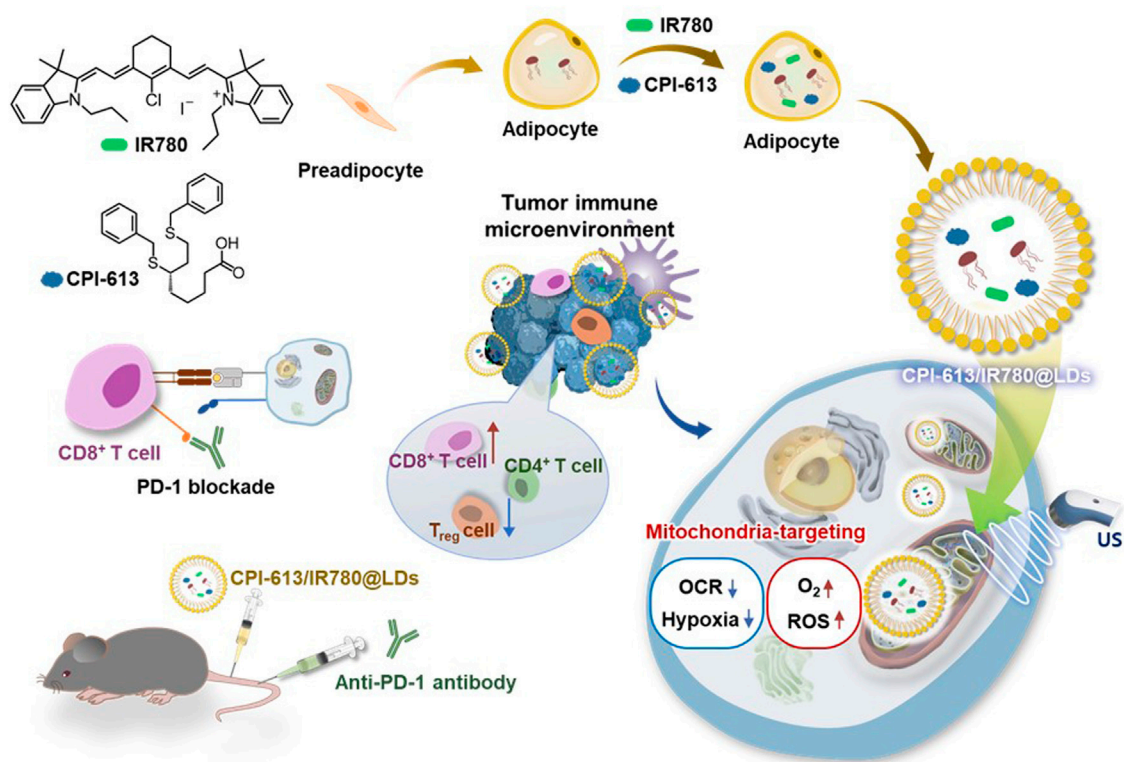 IR780
CPI-613
Adipocyte
Adipocyte
Preadipocyte
Cl
N
I⁻
N
+
IR780
S
S
OH
O
CPI-613
Tumor immune
microenvironment
CPI-613/IR780@LDs
CD8⁺ T cell
PD-1 blockade
CD8⁺ T cell
CD4⁺ T cell
Treg cell
Mitochondria-targeting
OCR ↓
Hypoxia ↓
O₂ ↑
ROS ↑
US
CPI-613/IR780@LDs
Anti-PD-1 antibody